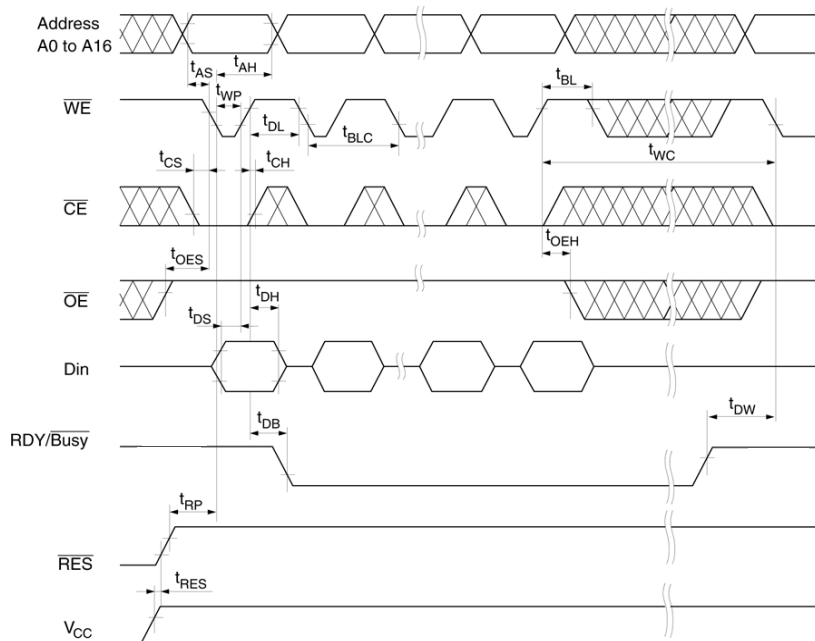 Address
A0 to A16
tAS
tAH
tWP
tBL
WE
tDL
tBLC
tWC
tCS
tCH
CE
tOES
tOEH
OE
tDH
tDS
Din
tDB
tDW
RDY/Busy
tRP
RES
tRES
VCC